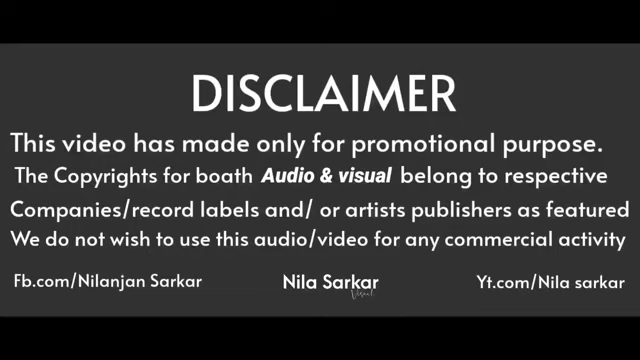 DISCLAIMER
This video has made only for promotional purpose.
The Copyrights for boath Audio & visual belong to respective
Companies/record labels and/ or artists publishers as featured
We do not wish to use this audio/video for any commercial activity
Fb.com/Nilanjan Sarkar
Nila Sarkar
Visual
Yt.com/Nila sarkar